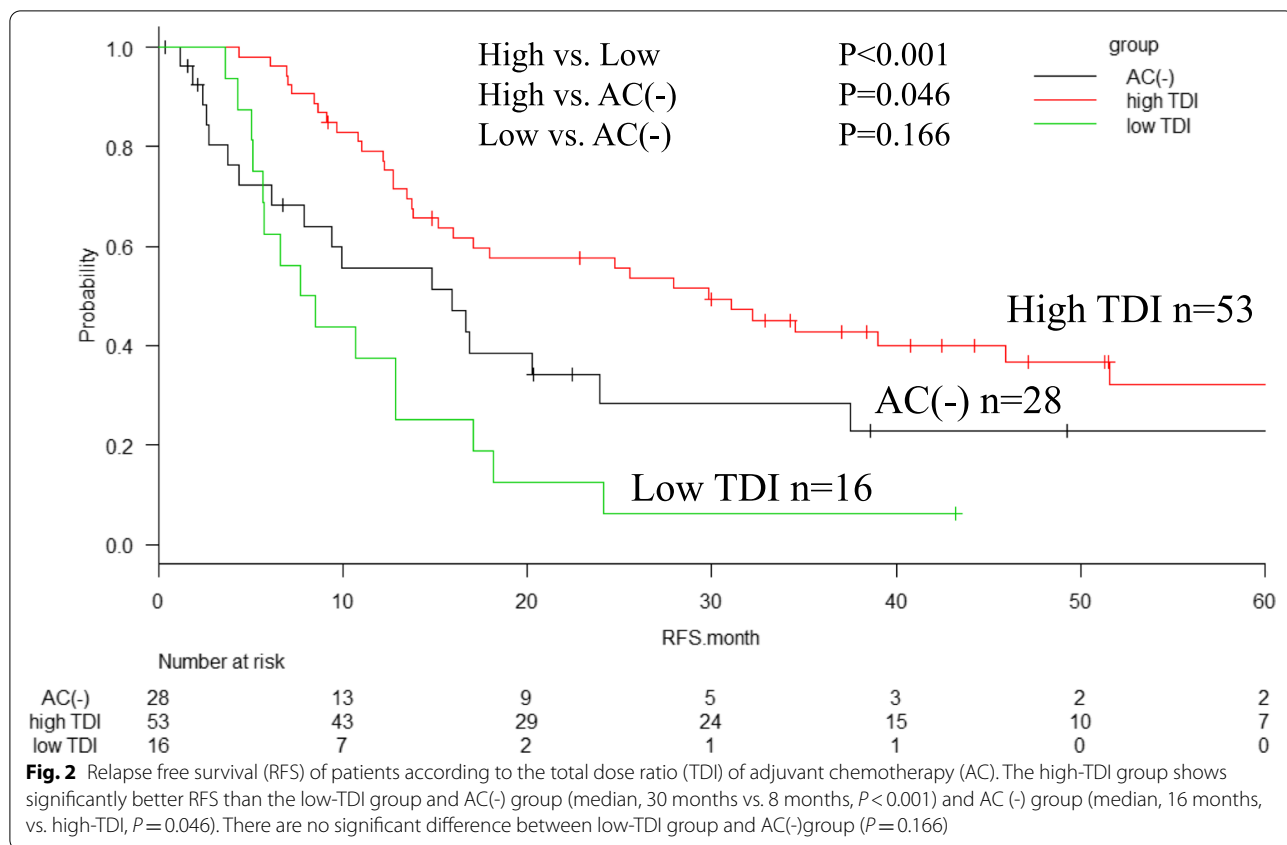 High vs. Low P<0.001
High vs. AC(-) P=0.046
Low vs. AC(-) P=0.166
group
AC(-)
high TDI
low TDI
Probability
1.0
0.8
0.6
0.4
0.2
0.0
High TDI n=53
AC(-) n=28
Low TDI n=16
0 10 20 30 40 50 60
RFS.month
Number at risk
AC(-) 28 13 9 5 3 2 2
high TDI 53 43 29 24 15 10 7
low TDI 16 7 2 1 1 0 0
Fig. 2 Relapse free survival (RFS) of patients according to the total dose ratio (TDI) of adjuvant chemotherapy (AC). The high-TDI group shows
significantly better RFS than the low-TDI group and AC(-) group (median, 30 months vs. 8 months, P < 0.001) and AC (-) group (median, 16 months,
vs. high-TDI, P = 0.046). There are no significant difference between low-TDI group and AC(-)group (P = 0.166)